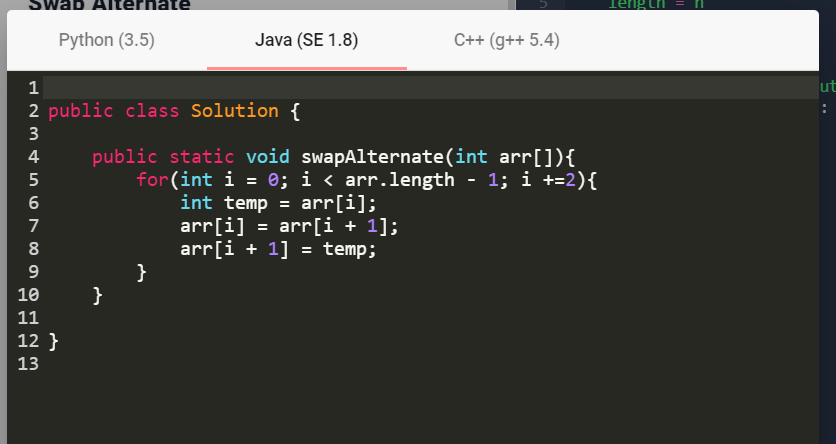 Swap Alternate
5 length = n
Python (3.5) Java (SE 1.8) C++ (g++ 5.4)
1
2 public class Solution {
3
4     public static void swapAlternate(int arr[]){
5         for(int i = 0; i < arr.length - 1; i +=2){
6             int temp = arr[i];
7             arr[i] = arr[i + 1];
8             arr[i + 1] = temp;
9         }
10     }
11
12 }
13
ut
: